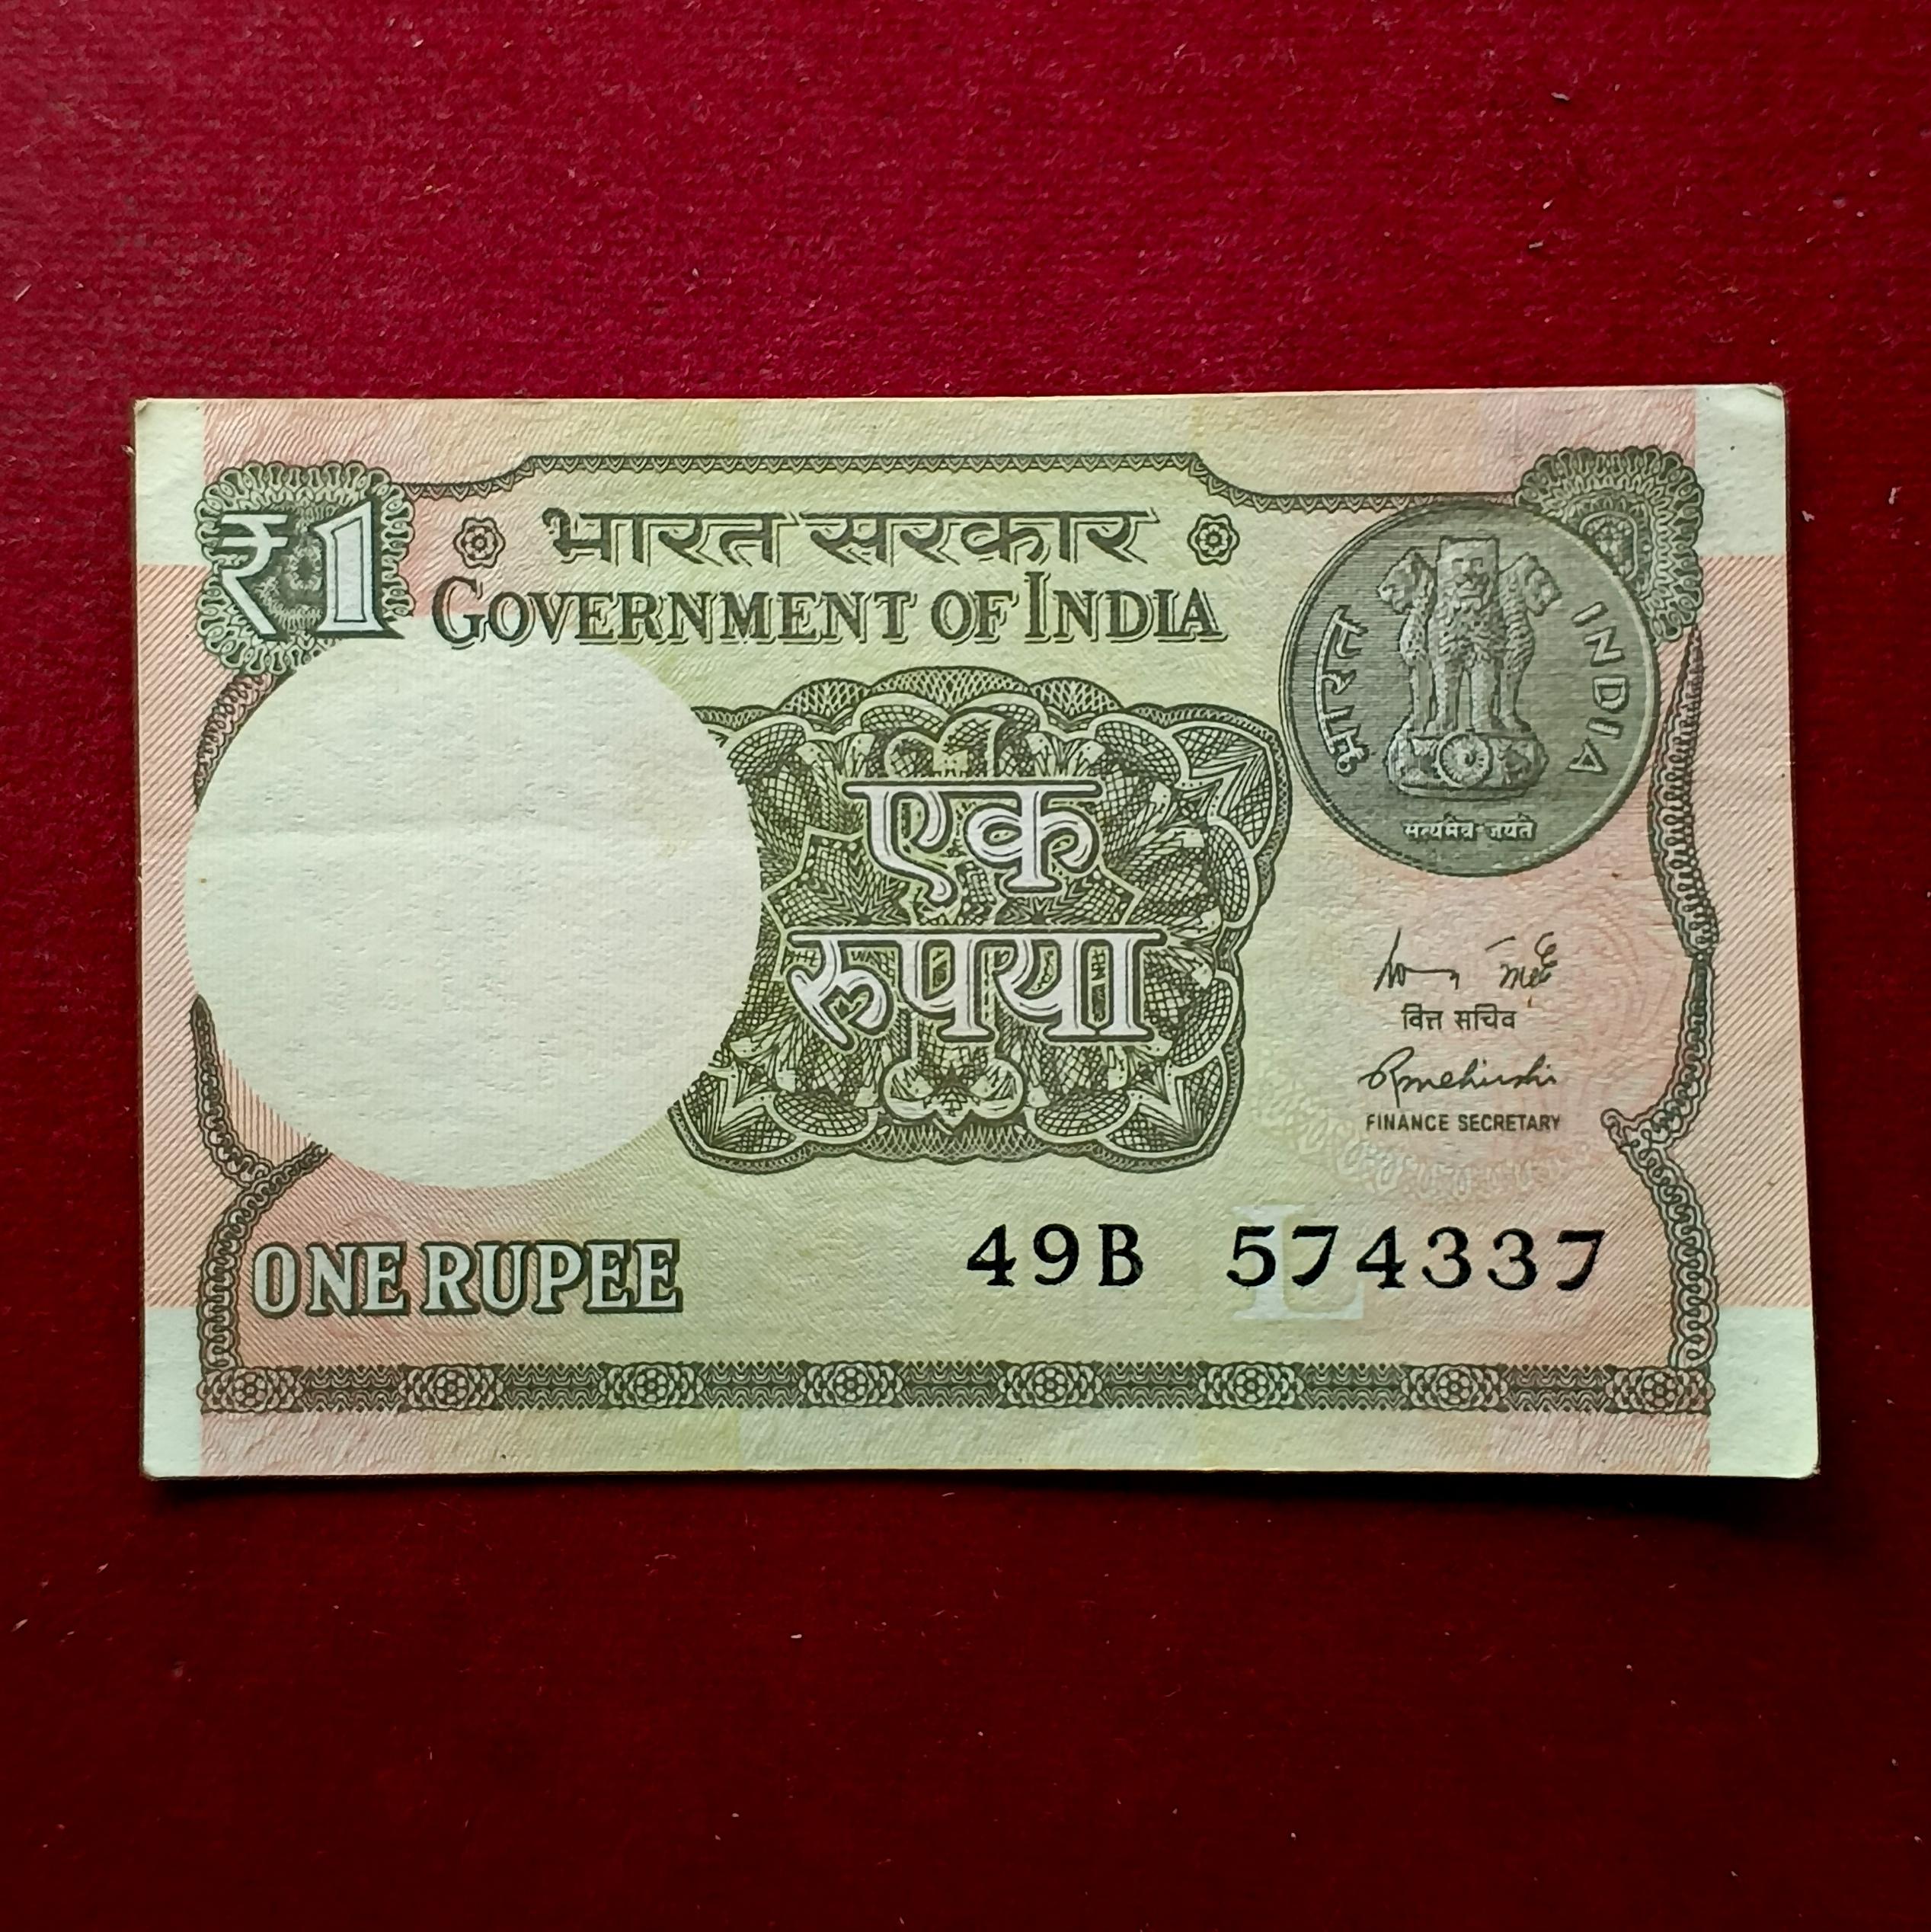 ₹1
भारत सरकार
GOVERNMENT OF INDIA
भारत
INDIA
सत्यमेव जयते
एक
रुपया
वित्त सचिव
FINANCE SECRETARY
ONE RUPEE
49B 574337
L